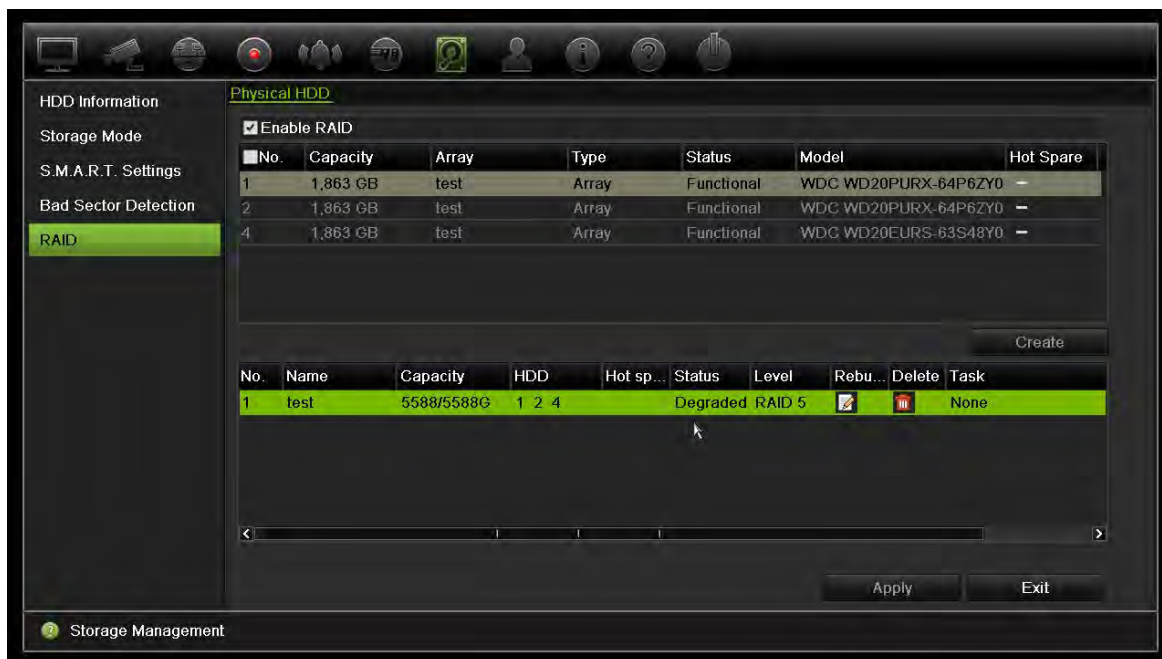 Physical HDD
HDD Information
Storage Mode
S.M.A.R.T. Settings
Bad Sector Detection
RAID
Enable RAID
No. Capacity Array Type Status Model Hot Spare
1 1,863 GB test Array Functional WDC WD20PURX-64P6ZY0 –
2 1,863 GB test Array Functional WDC WD20PURX-64P6ZY0 –
4 1,863 GB test Array Functional WDC WD20EURS-63S48Y0 –
Create
No. Name Capacity HDD Hot sp... Status Level Rebu... Delete Task
1 test 5588/5588G 1 2 4 Degraded RAID 5 None
Apply Exit
Storage Management